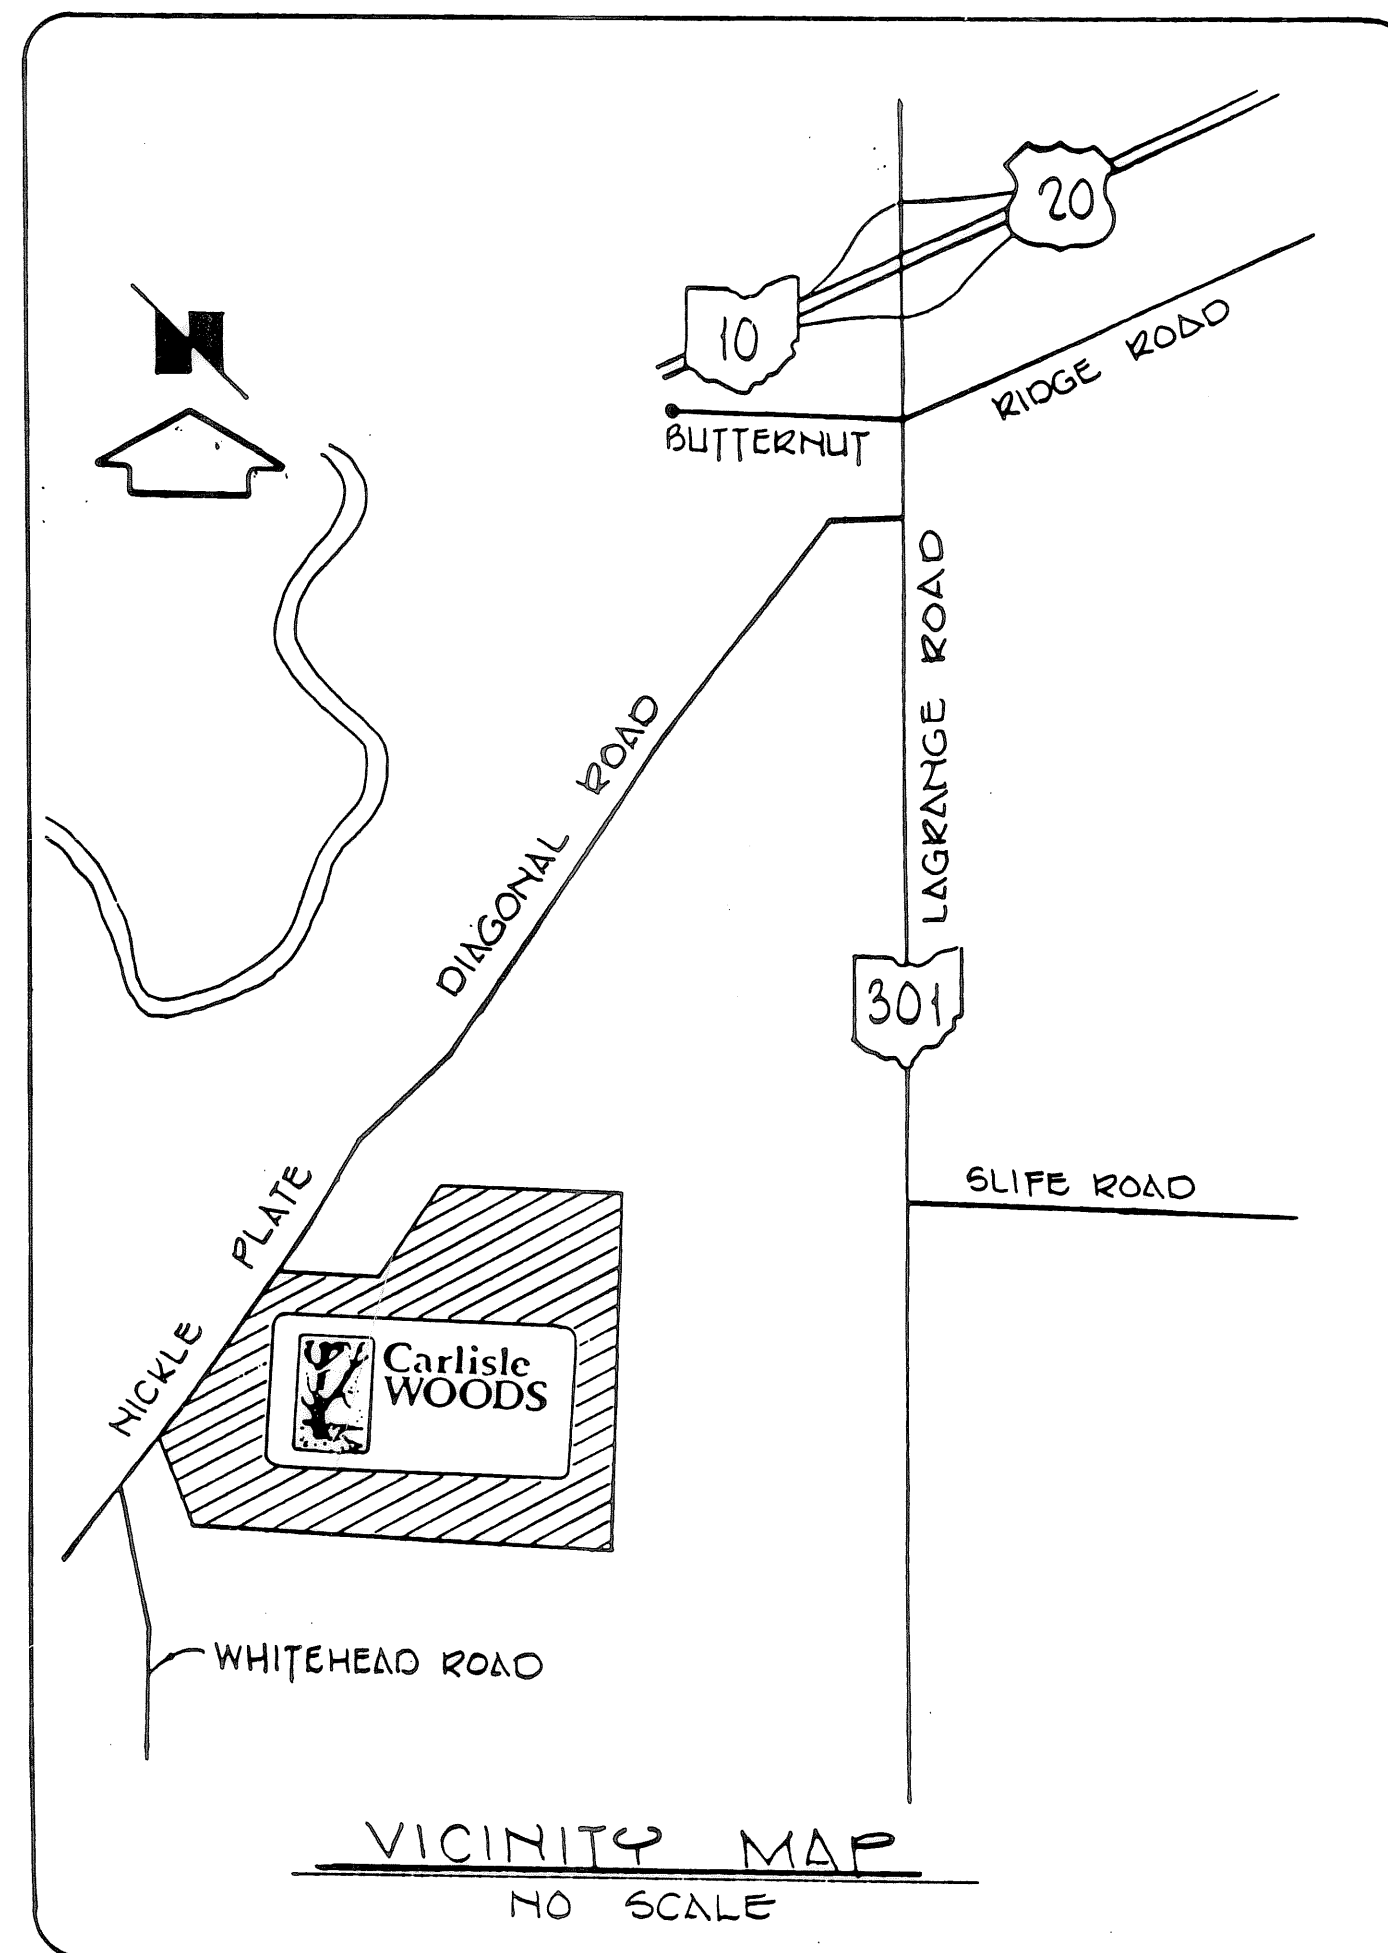 20
10
N
RIDGE ROAD
BUTTERNUT
LAGRANGE ROAD
DIAGONAL ROAD
301
SLIFE ROAD
NICKLE PLATE
Carlisle
WOODS
WHITEHEAD ROAD
VICINITY MAP
NO SCALE